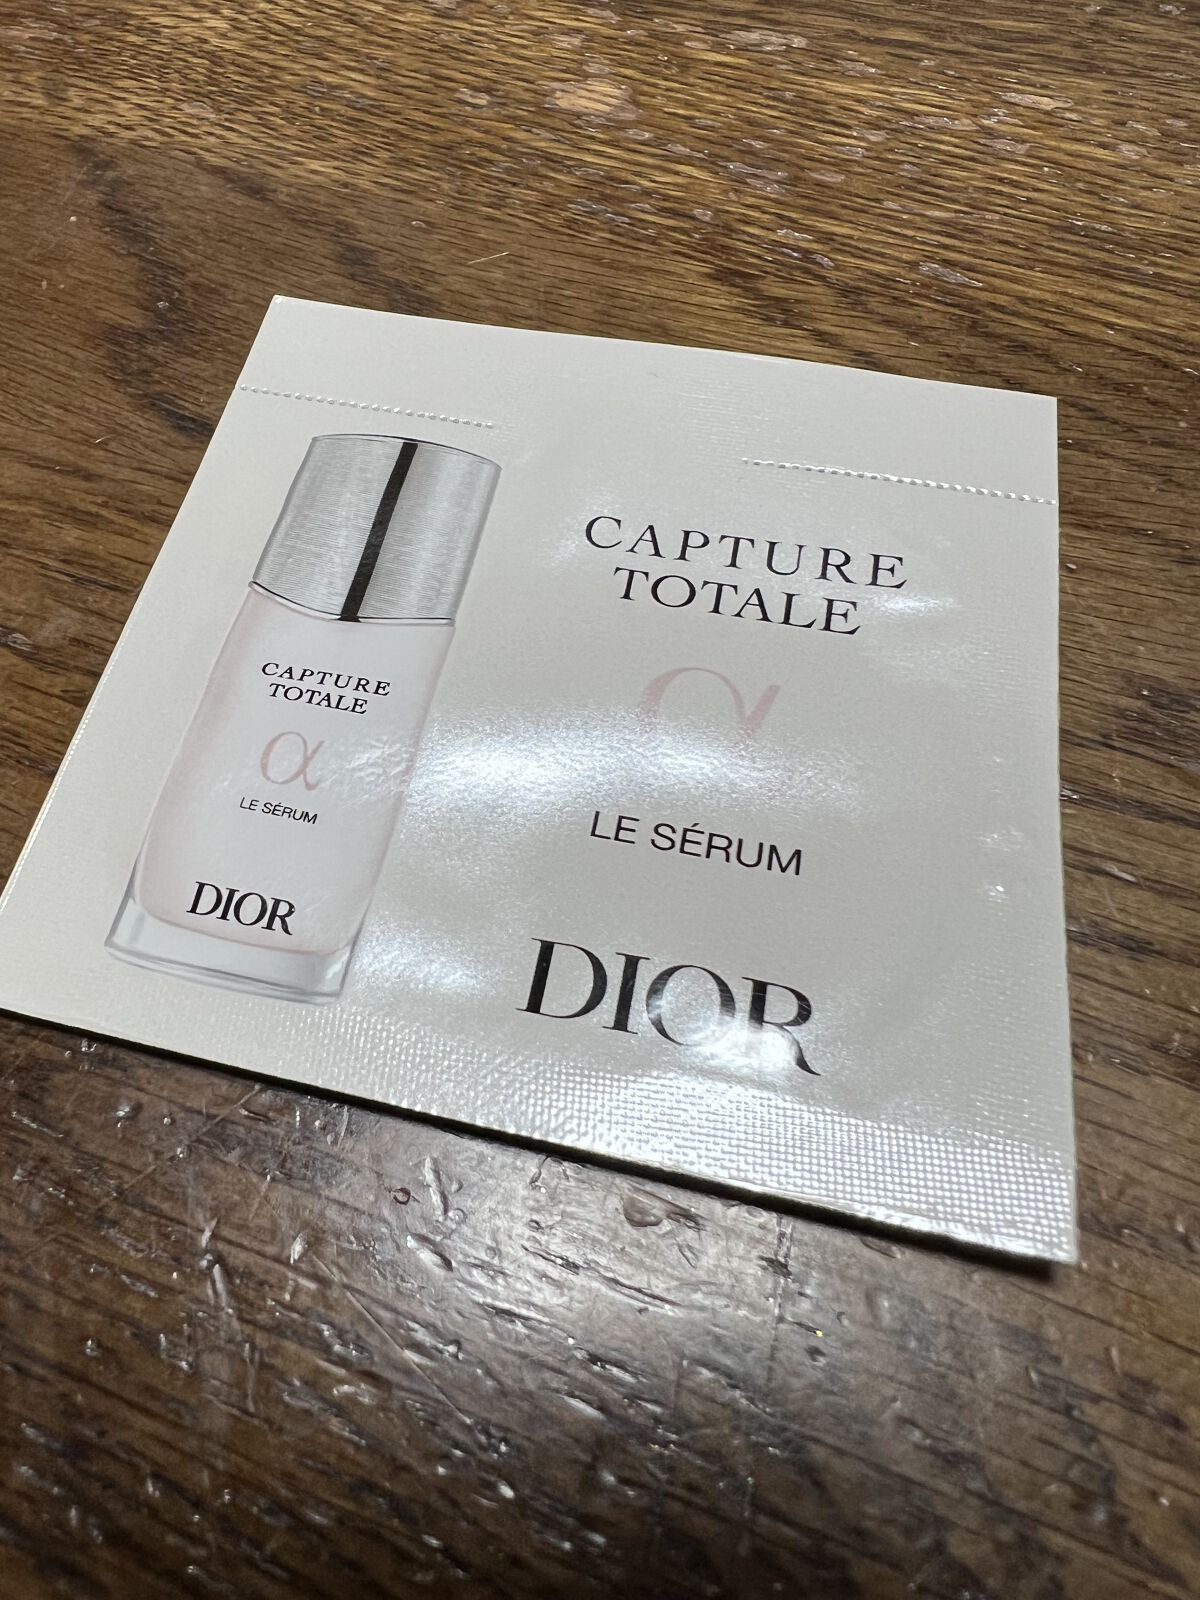 CAPTURE
TOTALE
α
LE SÉRUM
DIOR
CAPTURE
TOTALE
α
LE SÉRUM
DIOR